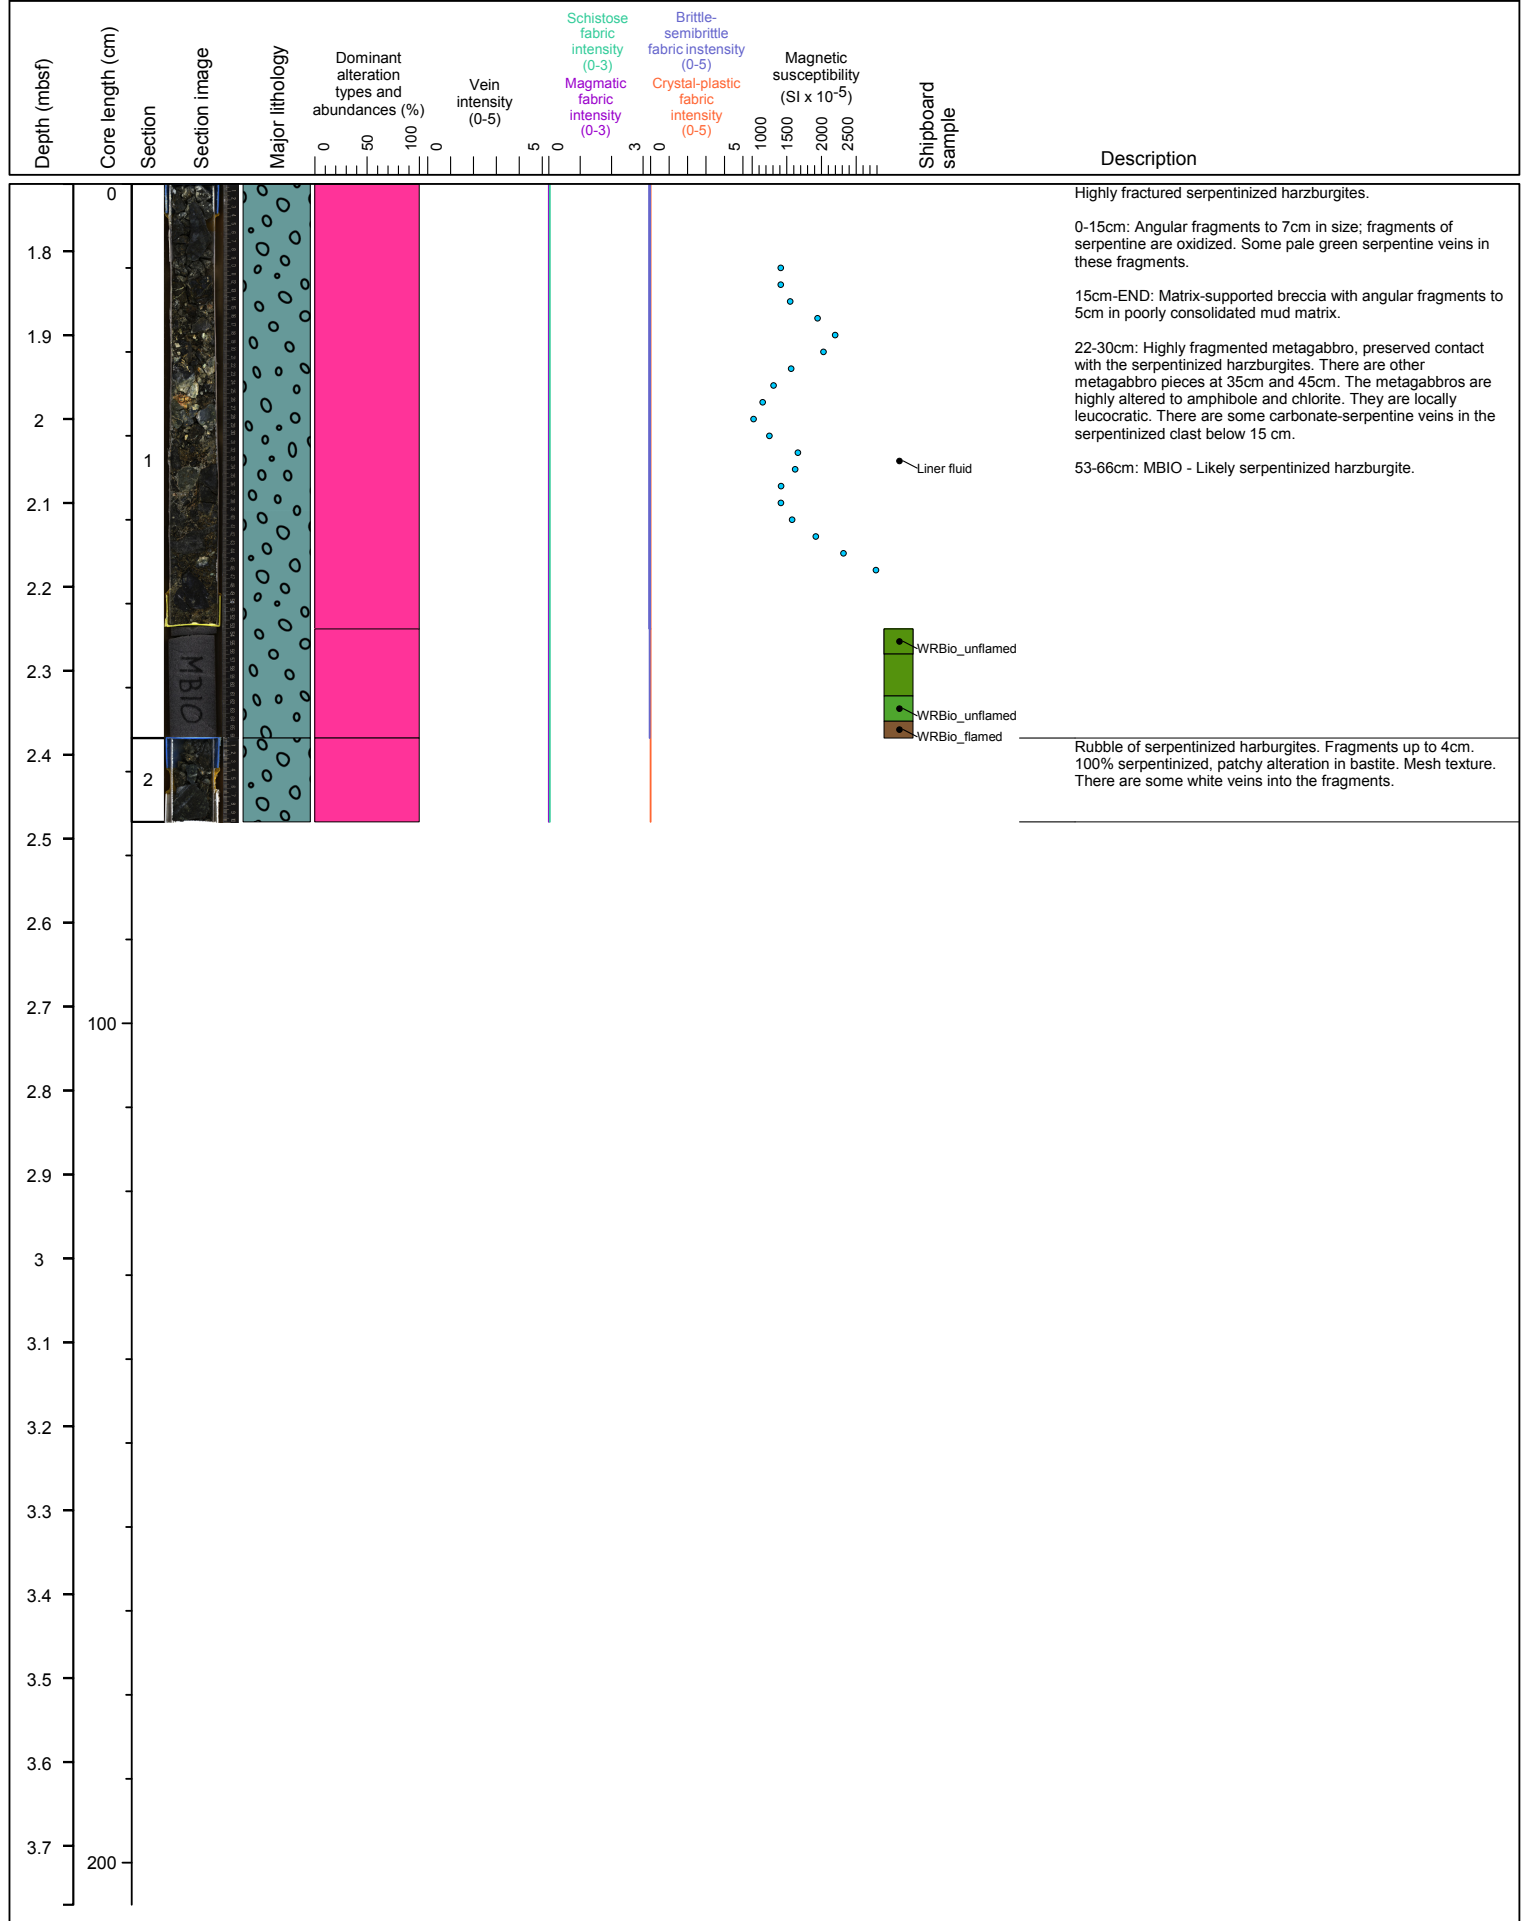 Depth (mbsf)
Core length (cm)
Section
Section image
Major lithology
Dominant
alteration
types and
abundances (%)
0
50
100
Vein
intensity
(0-5)
0
5
Schistose
fabric
intensity
(0-3)
Magmatic
fabric
intensity
(0-3)
0
3
Brittle-
semibrittle
fabric instensity
(0-5)
Crystal-plastic
fabric
intensity
(0-5)
0
5
Magnetic
susceptibility
(SI x 10-5)
1000
1500
2000
2500
Shipboard
sample
Description
1.8
1.9
2
2.1
2.2
2.3
2.4
2.5
2.6
2.7
2.8
2.9
3
3.1
3.2
3.3
3.4
3.5
3.6
3.7
0
100
200
1
2
MBIO
Liner fluid
WRBio_unflamed
WRBio_unflamed
WRBio_flamed
Highly fractured serpentinized harzburgites.
0-15cm: Angular fragments to 7cm in size; fragments of
serpentine are oxidized. Some pale green serpentine veins in
these fragments.
15cm-END: Matrix-supported breccia with angular fragments to
5cm in poorly consolidated mud matrix.
22-30cm: Highly fragmented metagabbro, preserved contact
with the serpentinized harzburgites. There are other
metagabbro pieces at 35cm and 45cm. The metagabbros are
highly altered to amphibole and chlorite. They are locally
leucocratic. There are some carbonate-serpentine veins in the
serpentinized clast below 15 cm.
53-66cm: MBIO - Likely serpentinized harzburgite.
Rubble of serpentinized harburgites. Fragments up to 4cm.
100% serpentinized, patchy alteration in bastite. Mesh texture.
There are some white veins into the fragments.